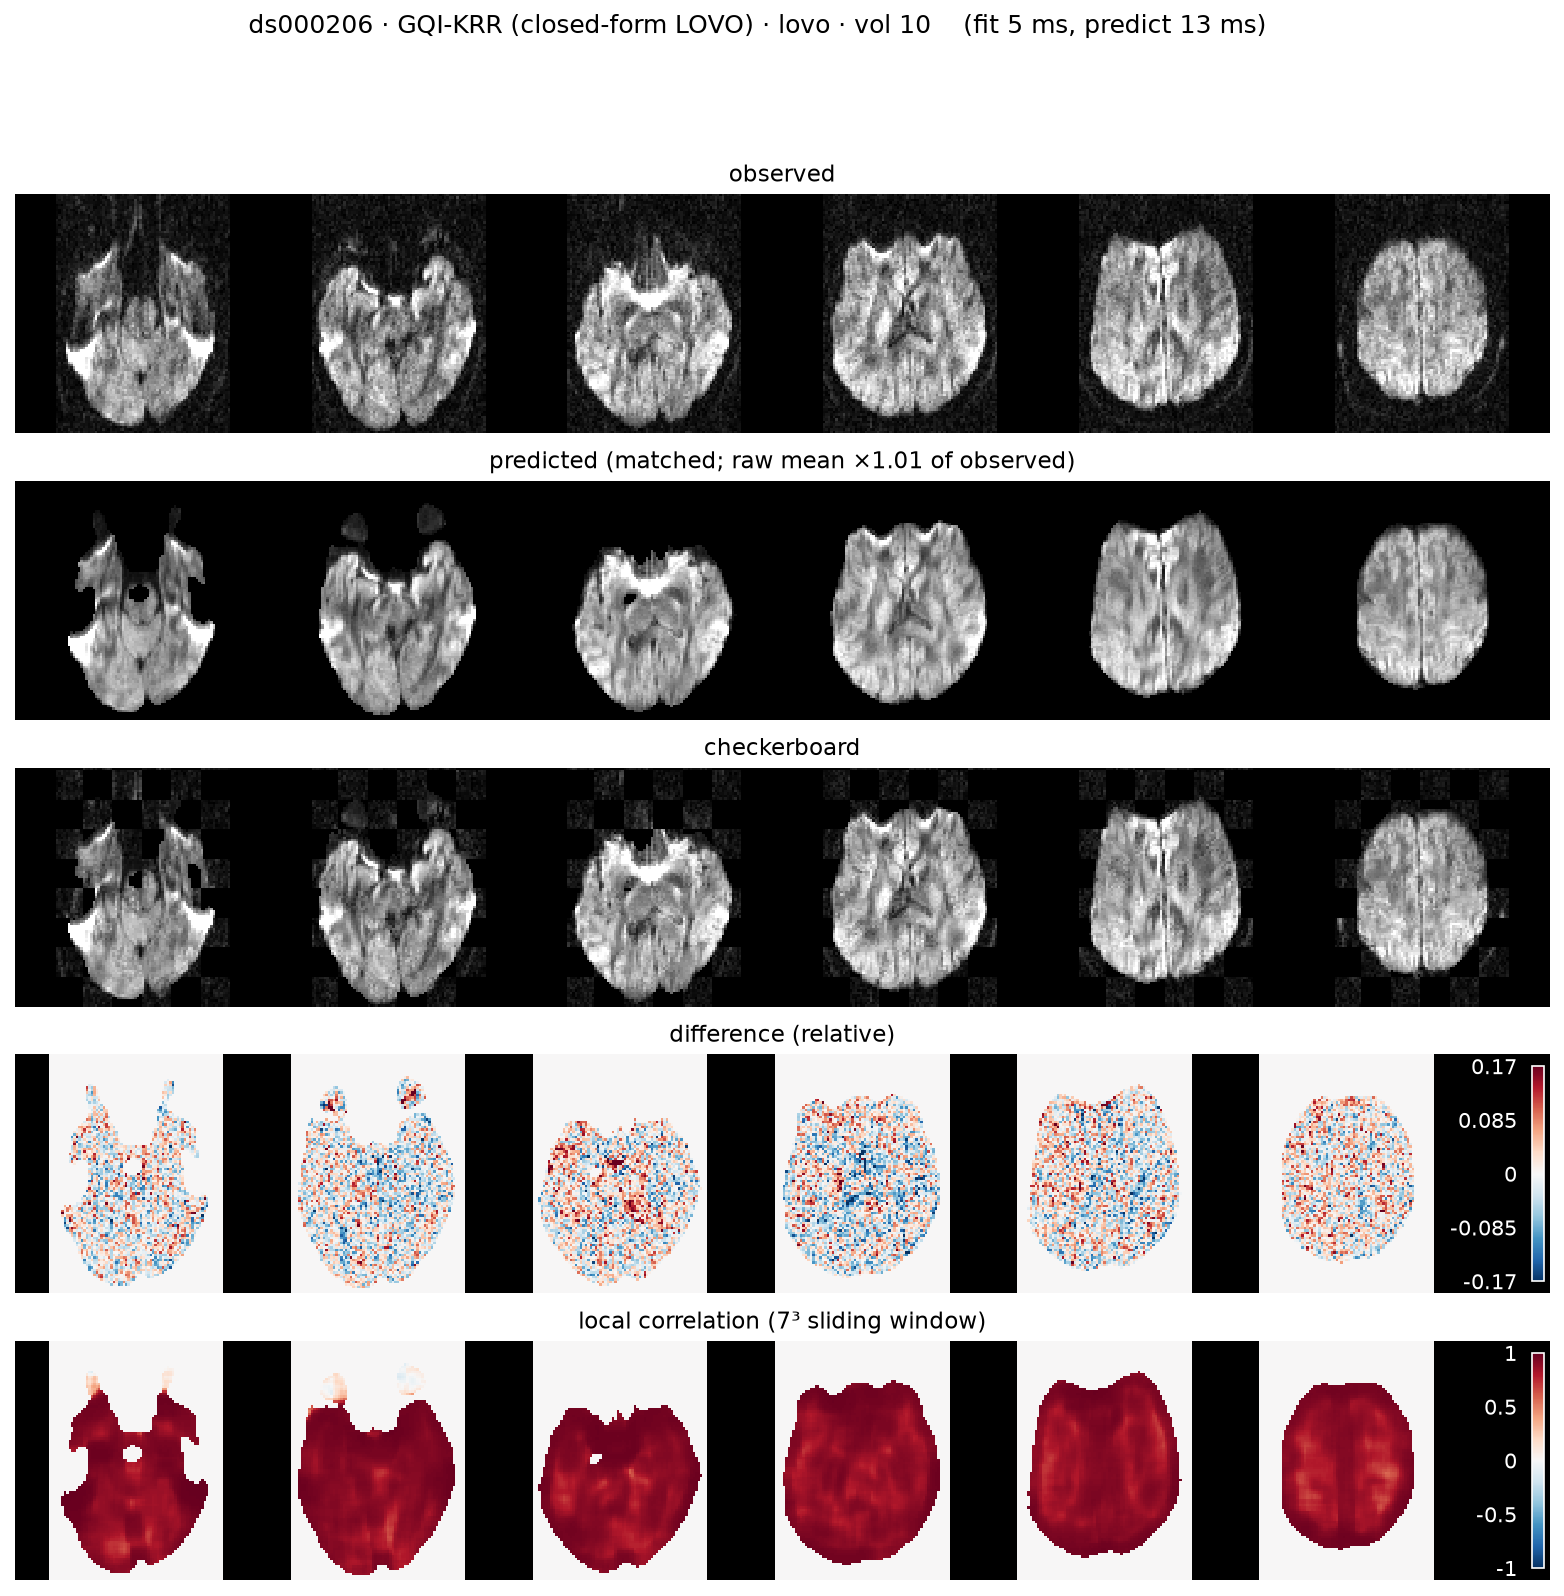 ds000206 · GQI-KRR (closed-form LOVO) · lovo · vol 10    (fit 5 ms, predict 13 ms)
observed
predicted (matched; raw mean ×1.01 of observed)
checkerboard
difference (relative)
0.17
0.085
0
-0.085
-0.17
local correlation (7³ sliding window)
1
0.5
0
-0.5
-1